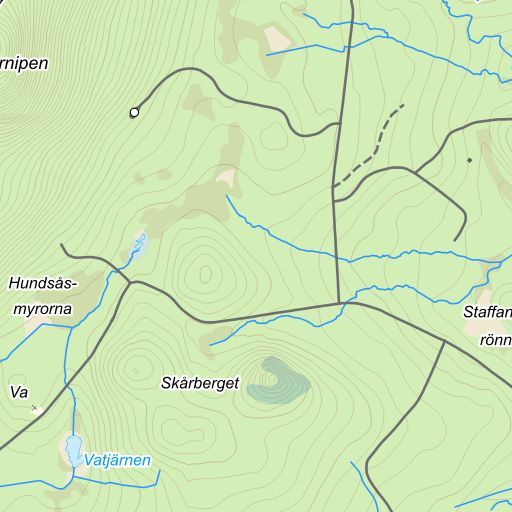 rnipen
Hundsås-
myrorna
Staffan
rönn
Va
Skårberget
Vatjärnen